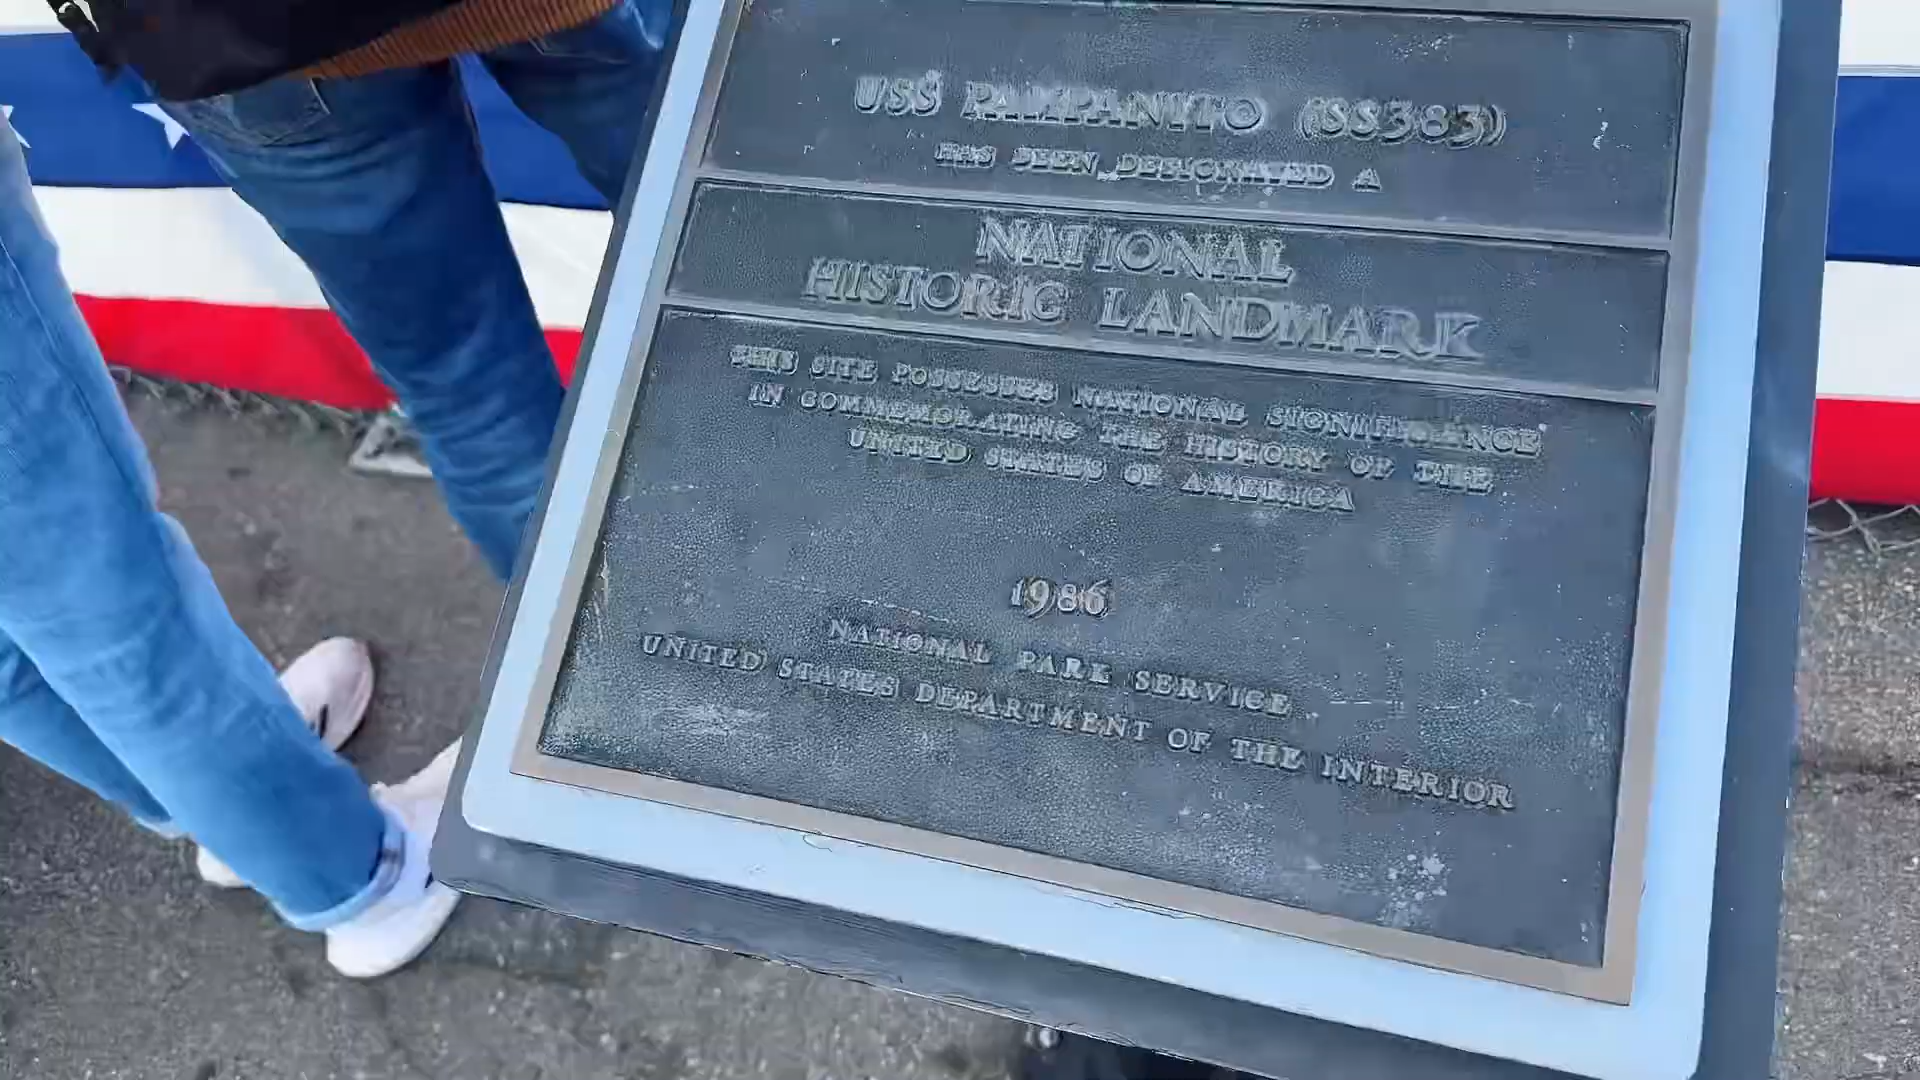 USS PAMPANITO (SS383)
HAS BEEN DESIGNATED A
NATIONAL
HISTORIC LANDMARK
THIS SITE POSSESSES NATIONAL SIGNIFICANCE
IN COMMEMORATING THE HISTORY OF THE
UNITED STATES OF AMERICA
1986
NATIONAL PARK SERVICE
UNITED STATES DEPARTMENT OF THE INTERIOR